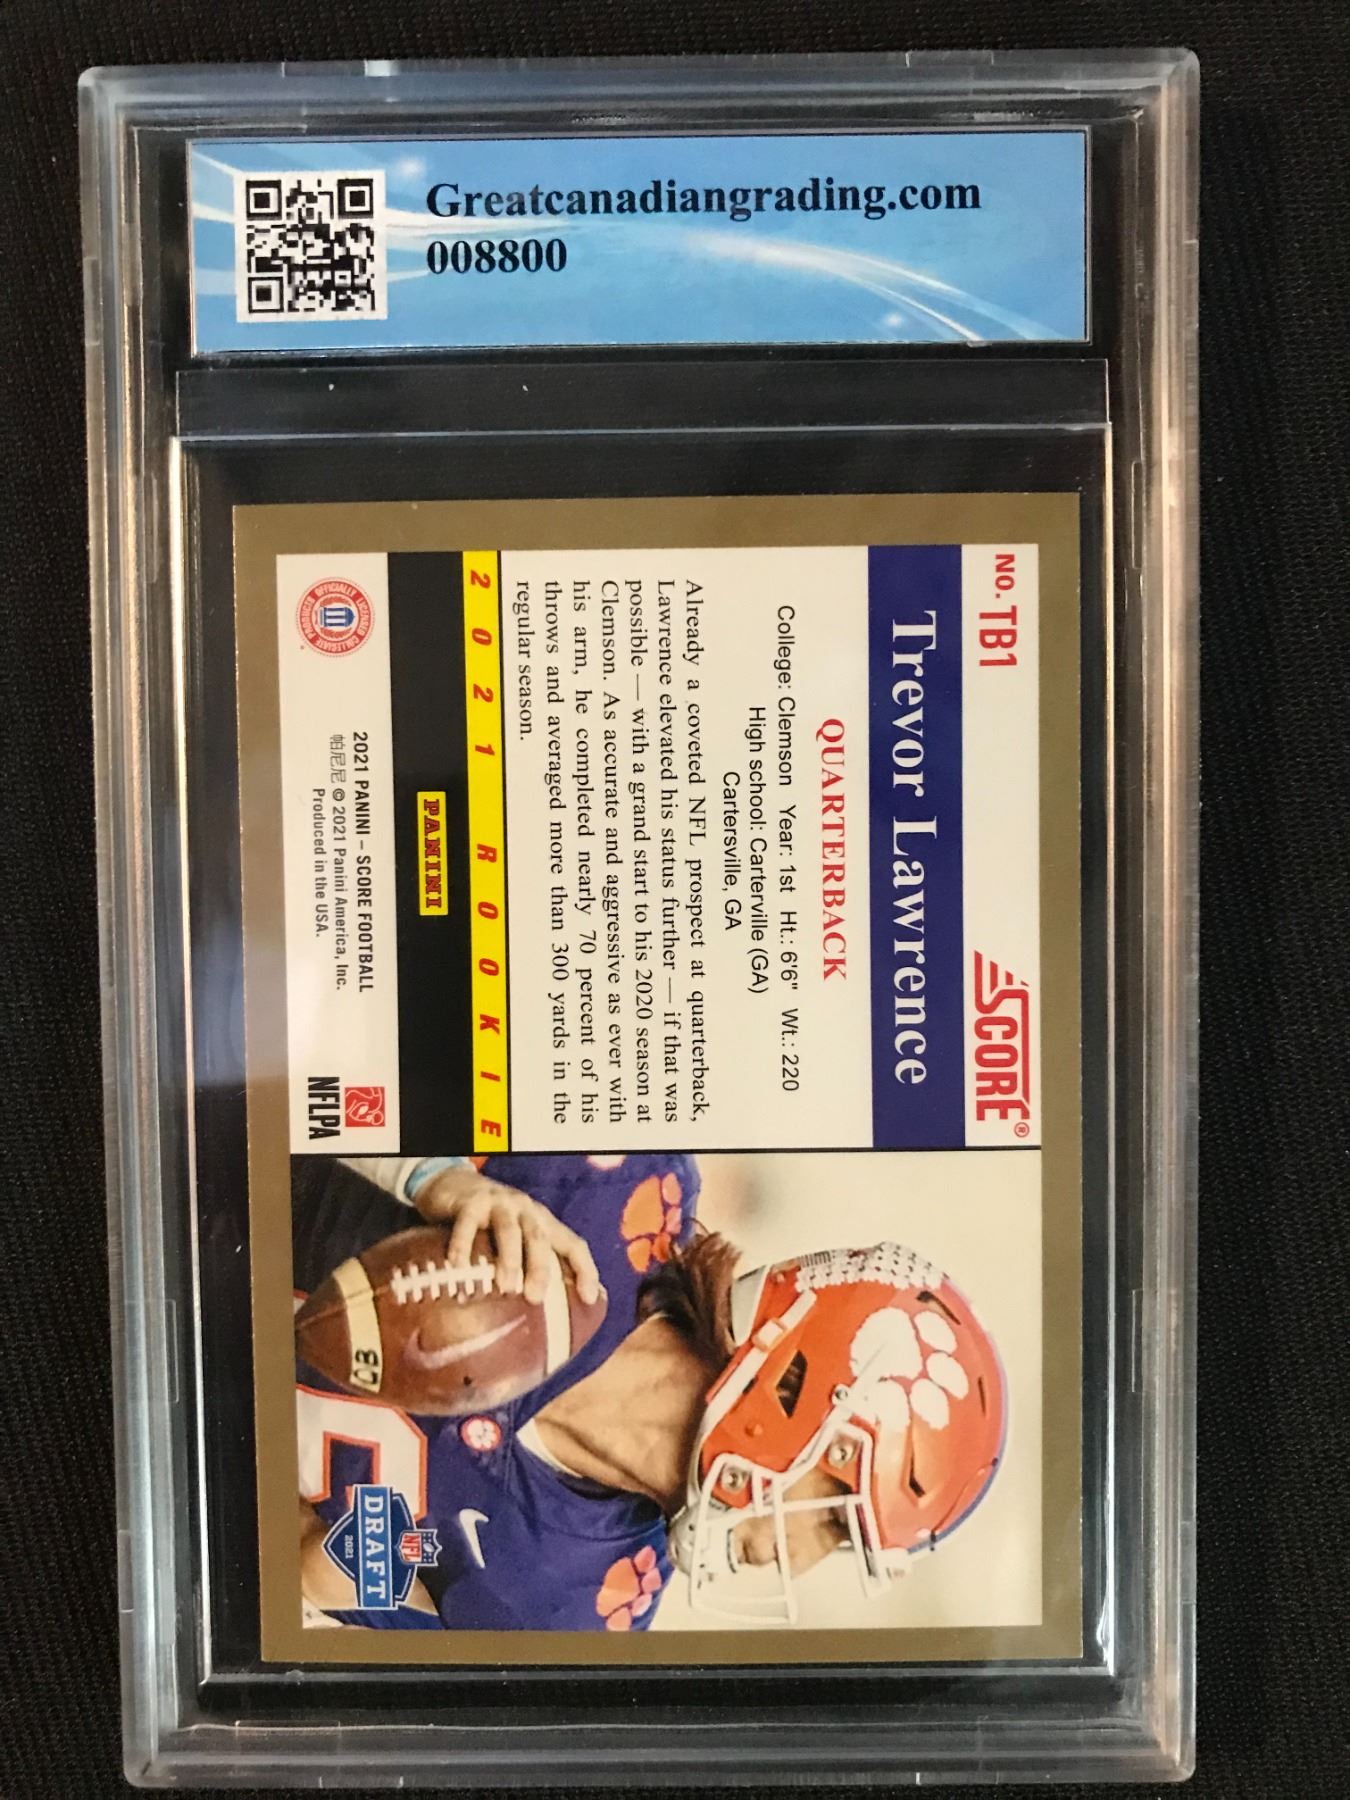 Greatcanadiangrading.com
008800
NO. TB1
SCORE®
Trevor Lawrence
QUARTERBACK
College: Clemson Year: 1st Ht.: 6'6" Wt.: 220
High school: Carterville (GA)
Cartersville, GA
Already a coveted NFL prospect at quarterback,
Lawrence elevated his status further — if that was
possible — with a grand start to his 2020 season at
Clemson. As accurate and aggressive as ever with
his arm, he completed nearly 70 percent of his
throws and averaged more than 300 yards in the
regular season.
2021 ROOKIE
PANINI
OFFICIALLY LICENSED COLLEGIATE PRODUCTS
2021 PANINI – SCORE FOOTBALL
帕尼尼 © 2021 Panini America, Inc.
Produced in the USA.
NFLPA
NFL
DRAFT
2021